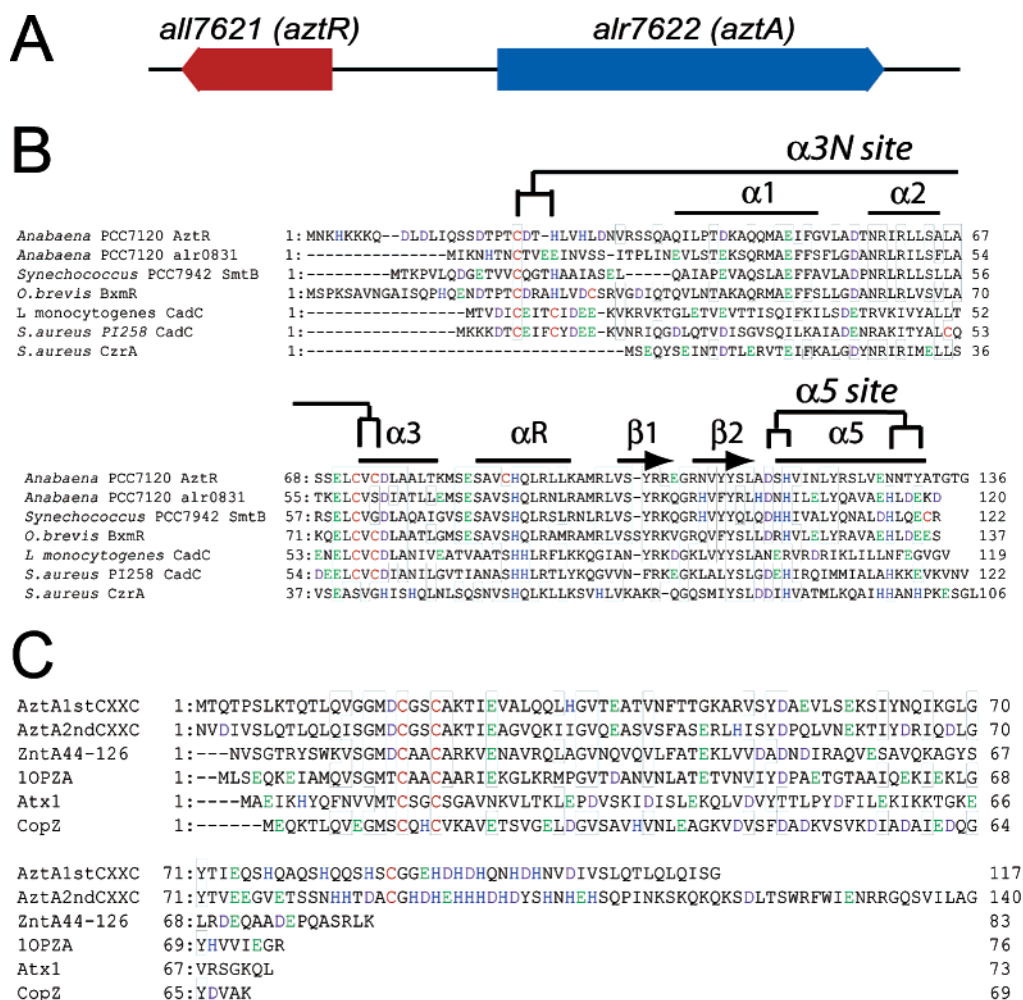 A
all7621 (aztR)
alr7622 (aztA)
B
α3N site
α1
α2
Anabaena PCC7120 AztR 1:MNKHKKKQ--DLDLIQSSDTPTCDT-HLVHLDNVRSSQAQILPTDKAQQMAEIFGVLADTNRIRLLSALA 67
Anabaena PCC7120 a1r0831 1:----------------MIKNHTNCTVEEINVSS-ITPLINEVLSTEKSQRMAEFFSFLGDANRLRILSFLA 54
Synechococcus PCC7942 SmtB 1:----------MTKPVLQDGETVVCQGTHAAIASEL-----QAIAPEVAQSLAEFFAVLADPNRLRLLSLLA 56
O.brevis BxmR 1:MSPKSAVNGAISQPHQENDTPTCDRAHLVDCSRVGDIQTQVLNTAKAQRMAEFFSLLGDANRLRLVSVLA 70
L monocytogenes CadC 1:------------------MTVDICEITCIDEE-KVKRVKTGLETVEVTTISQIFKILSDETRVKIVYALLT 52
S.aureus PI258 CadC 1:-----------------MKKKDTCEIFCYDEE-KVNRIQGDLQTVDISGVSQILKAIADENRAKITYALCQ 53
S.aureus CzrA 1:-----------------------------------MSEQYSEINTDTLERVTEIFKALGDYNRIRIMELLS 36
α5 site
α3
αR
β1
β2
α5
Anabaena PCC7120 AztR 68:SSELCVCDLAALTKMSESAVCHQLRLLKAMRLVS-YRREGRNVYYSLADSHVINLYRSLVENNTYATGTG 136
Anabaena PCC7120 a1r0831 55:TKELCVSDIATLLEMSESAVSHQLRNLRAMRLVS-YRKQGRHVFYRLHDNHILELYQAVAEHLDEKD 120
Synechococcus PCC7942 SmtB 57:RSELCVGDLAQAIGVSESAVSHQLRSLRNLRLVS-YRKQGRHVYYQLQDHHIVALYQNALDHLQECR 122
O.brevis BxmR 71:KQELCVCDLAATLGMSESAVSHQLRAMRAMRLVSSYRKVGRQVFYSLLDRHVLELYRAVAEHLDEES 137
L monocytogenes CadC 53:ENELCVCDLANIVEATVAATSHHLRFLKKQGIAN-YRKDGKLVYYSLANERVRDRIKLILLNFEGVGV 119
S.aureus PI258 CadC 54:DEELCVCDIANILGVTIANASHHLRTLYKQGVVN-FRKEGKLALYSLGDEHIRQIMMIALAHKKEVKVNV 122
S.aureus CzrA 37:VSEASVGHISHQLNLSQSNVSHQLKLLKSVHLVKAKR-QGQSMIYSLDDIHVATMLKQAIHHANHPKESGL106
C
AztA1stCXXC 1:MTQTPSLKTQTLQVGGMDCGSCAKTIEVALQQLHGVTEATVNFTTGKARVSYDAEVLSEKSIYNQIKGLG 70
AztA2ndCXXC 1:NVDIVSLQTLQLQISGMDCGACAKTIEAGVQKIIGVQEASVSFASERLHISYDPQLVNEKTIYDRIQDLG 70
ZntA44-126 1:---NVSGTRYSWKVSGMDCAACARKVENAVRQLAGVNQVQVLFATEKLVVDADNDIRAQVESAVQKAGYS 67
1OPZA 1:--MLSEQKEIAMQVSGMTCAACAARIEKGLKRMPGVTDANVNLATETVNVIYDPAETGTAAIQEKIEKLG 68
Atx1 1:----MAEIKHYQFNVVMTCSGCSGAVNKVLTKLEPDVSKIDISLEKQLVDVYTTLPYDFILEKIKKTGKE 66
CopZ 1:------MEQKTLQVEGMSCQHCVKAVETSVGELDGVSAVHVNLEAGKVDVSFDADKVSVKDIADAIEDQG 64
AztA1stCXXC 71:YTIEQSHQAQSHQQSHSCGGEHDHDHQNHDHNVDIVSLQTLQLQISG 117
AztA2ndCXXC 71:YTVEEGVETSSNHHTDACGHDHEHHHDHDYSHNHEHSQPINKSKQKQKSDLTSWRFWIENRRGQSVILAG 140
ZntA44-126 68:LRDEQAADEPQASRLK 83
1OPZA 69:YHVVIEGR 76
Atx1 67:VRSGKQL 73
CopZ 65:YDVAK 69